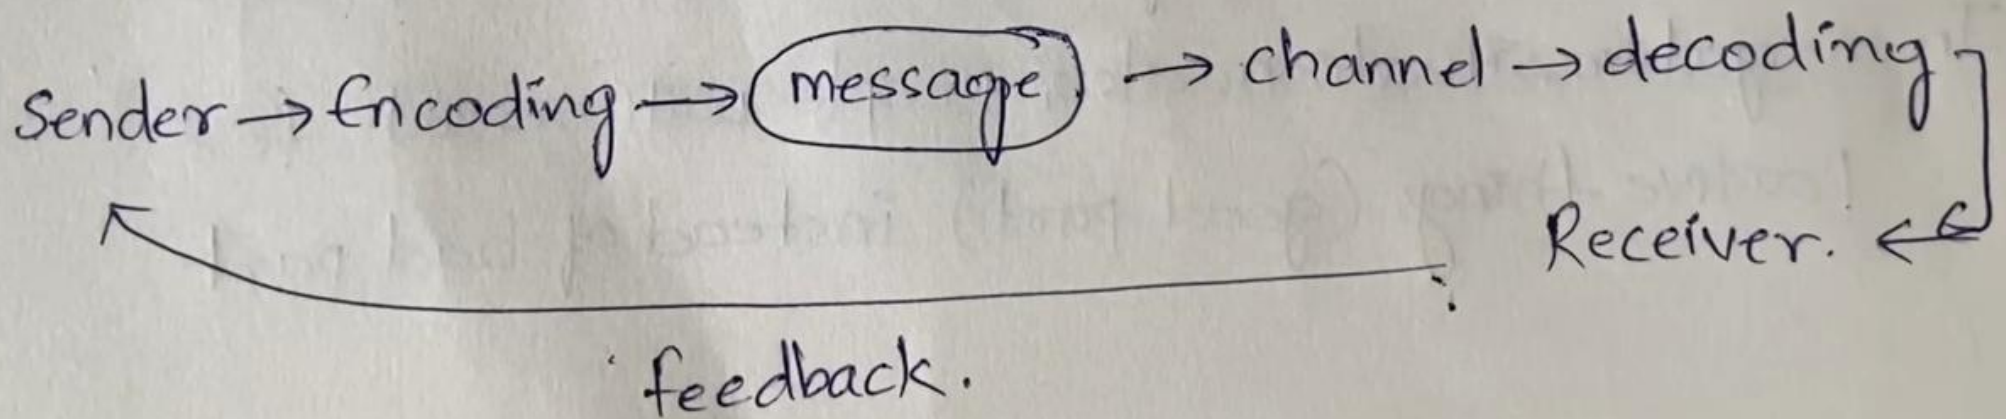 Sender → Encoding → message → channel → decoding
Receiver. ←
feedback.